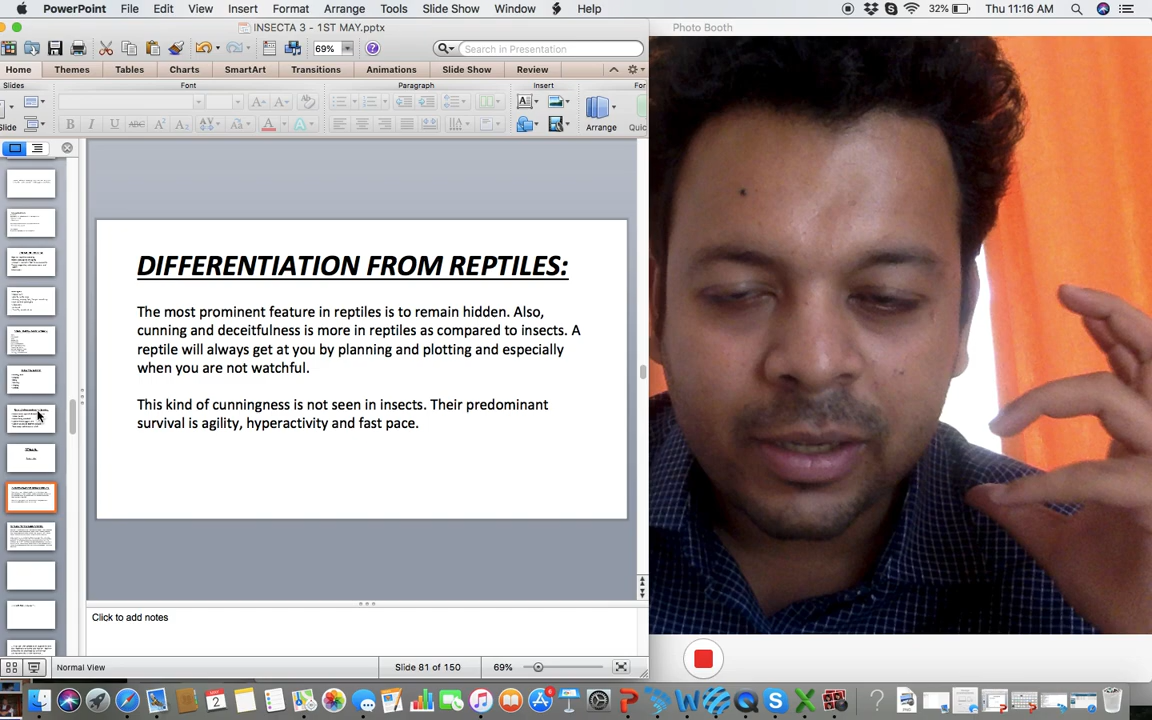 PowerPoint File Edit View Insert Format Arrange Tools Slide Show Window Help 32% Thu 11:16 AM
INSECTA 3 - 1ST MAY.pptx
Photo Booth
69% Search in Presentation
Home Themes Tables Charts SmartArt Transitions Animations Slide Show Review
Slides Font Paragraph Insert
Arrange
DIFFERENTIATION FROM REPTILES:
The most prominent feature in reptiles is to remain hidden. Also,
cunning and deceitfulness is more in reptiles as compared to insects. A
reptile will always get at you by planning and plotting and especially
when you are not watchful.
This kind of cunningness is not seen in insects. Their predominant
survival is agility, hyperactivity and fast pace.
Click to add notes
Normal View Slide 81 of 150 69%